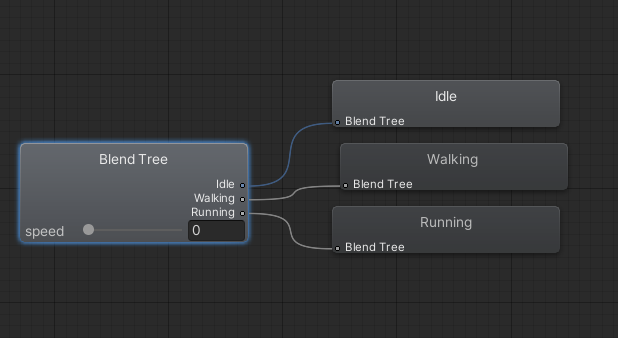 Blend Tree
Idle
Walking
Running
speed 0
Idle
Blend Tree
Walking
Blend Tree
Running
Blend Tree